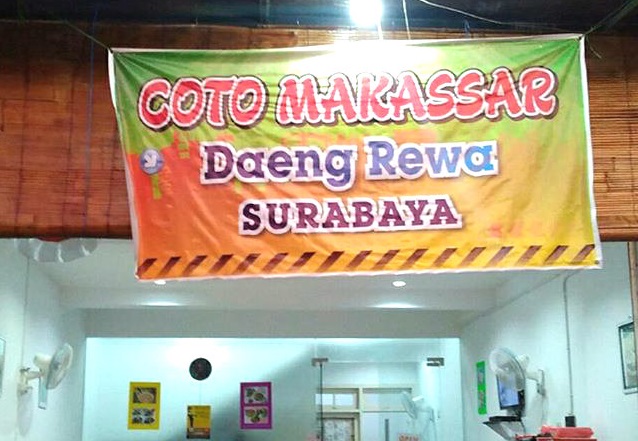 COTO MAKASSAR
Daeng Rewa
SURABAYA